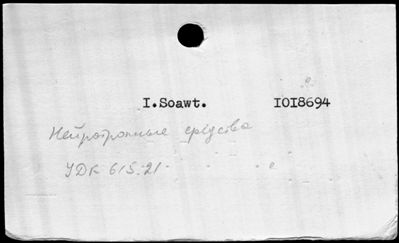 I.Soawt. IOI8694
Нейротропные средства
УДК 615-21